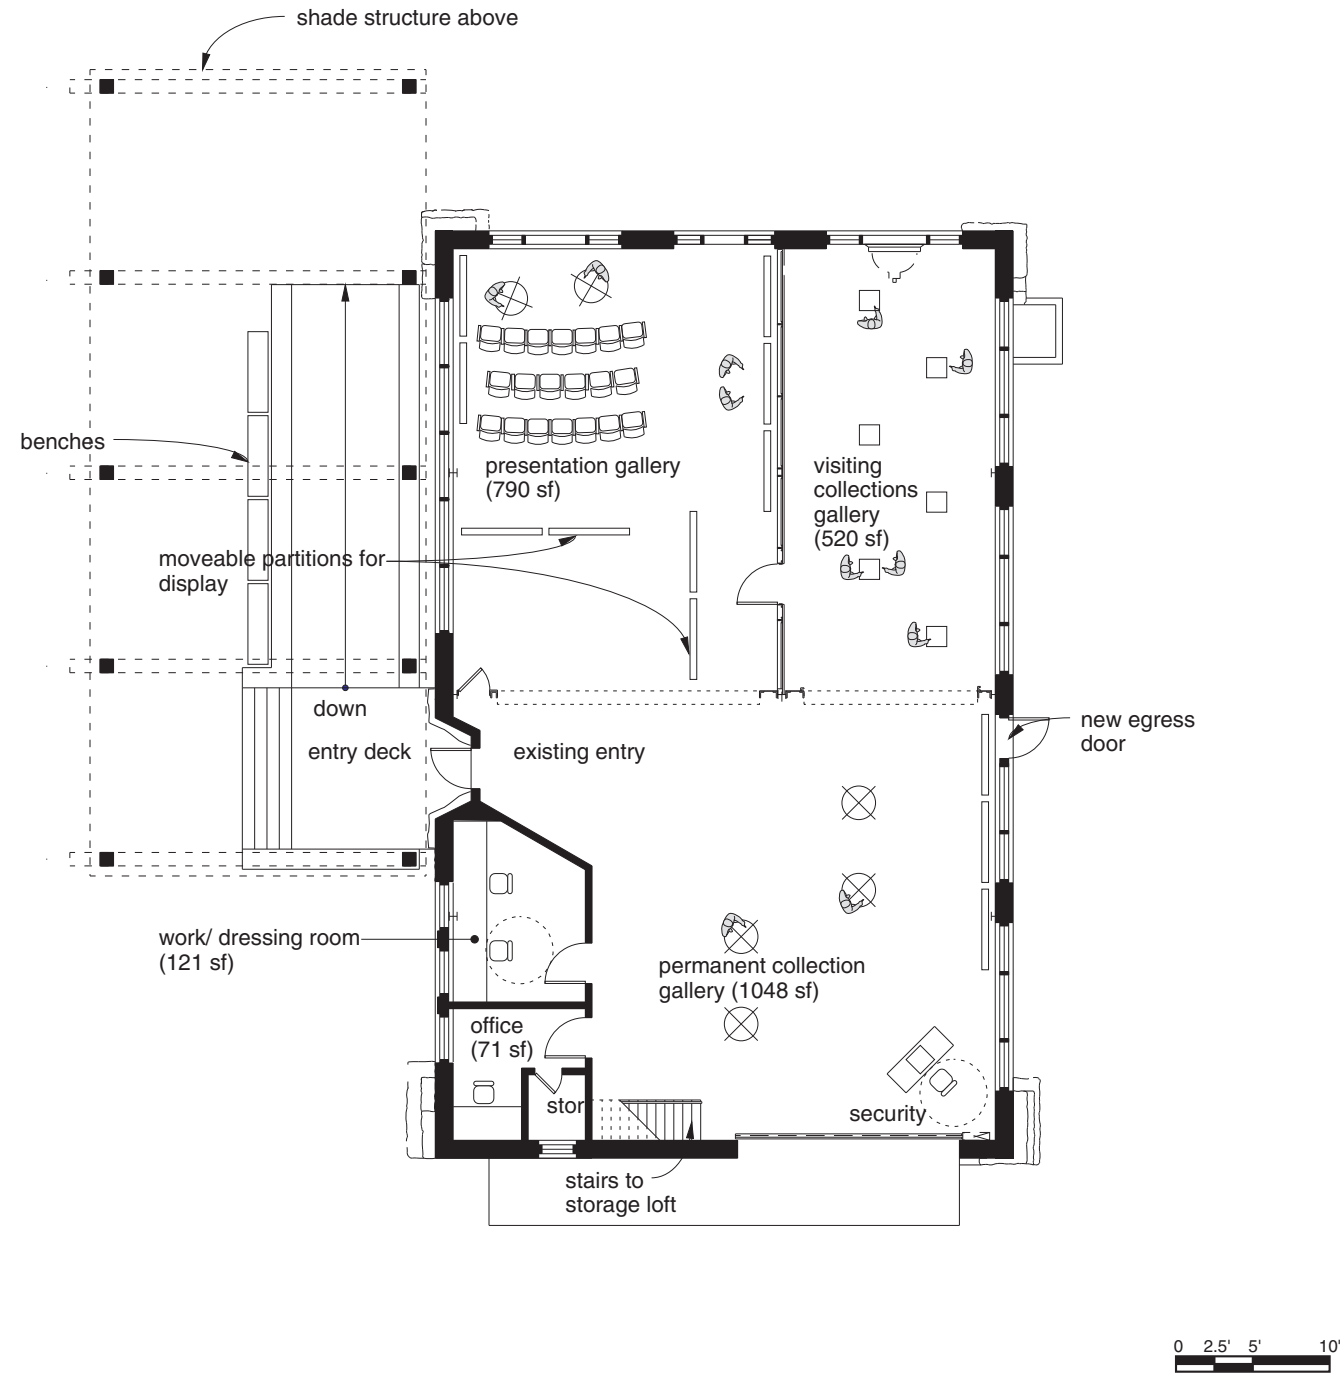 shade structure above
benches
presentation gallery
(790 sf)
visiting
collections
gallery
(520 sf)
moveable partitions for
display
down
entry deck
existing entry
new egress
door
work/ dressing room
(121 sf)
permanent collection
gallery (1048 sf)
office
(71 sf)
stor
security
stairs to
storage loft
0 2.5' 5' 10'